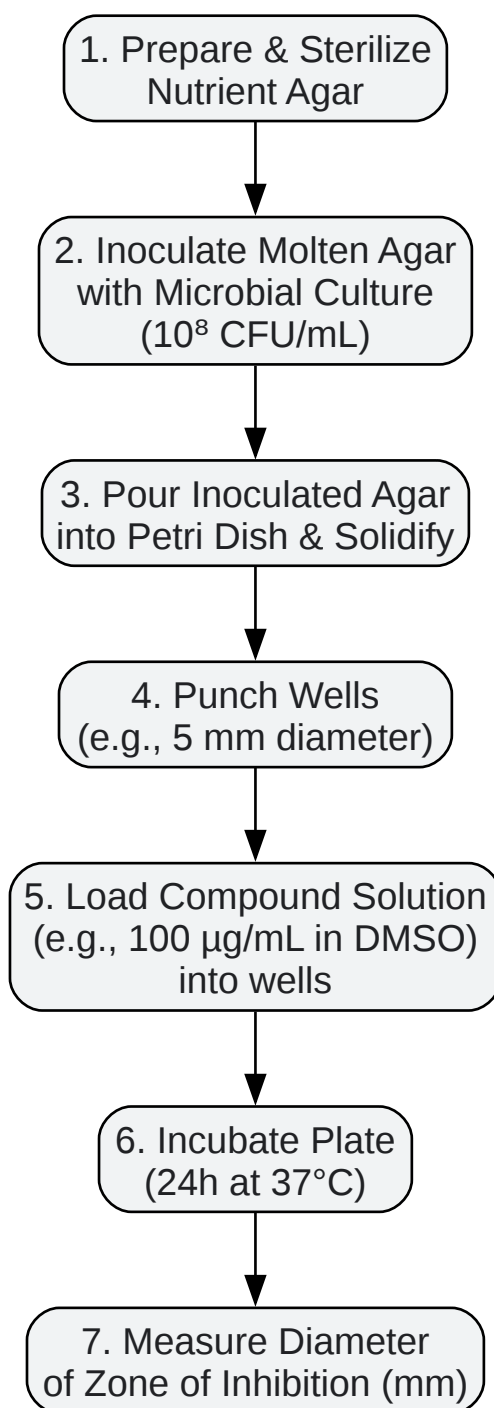 1. Prepare & Sterilize
Nutrient Agar
2. Inoculate Molten Agar
with Microbial Culture
(10⁸ CFU/mL)
3. Pour Inoculated Agar
into Petri Dish & Solidify
4. Punch Wells
(e.g., 5 mm diameter)
5. Load Compound Solution
(e.g., 100 µg/mL in DMSO)
into wells
6. Incubate Plate
(24h at 37°C)
7. Measure Diameter
of Zone of Inhibition (mm)